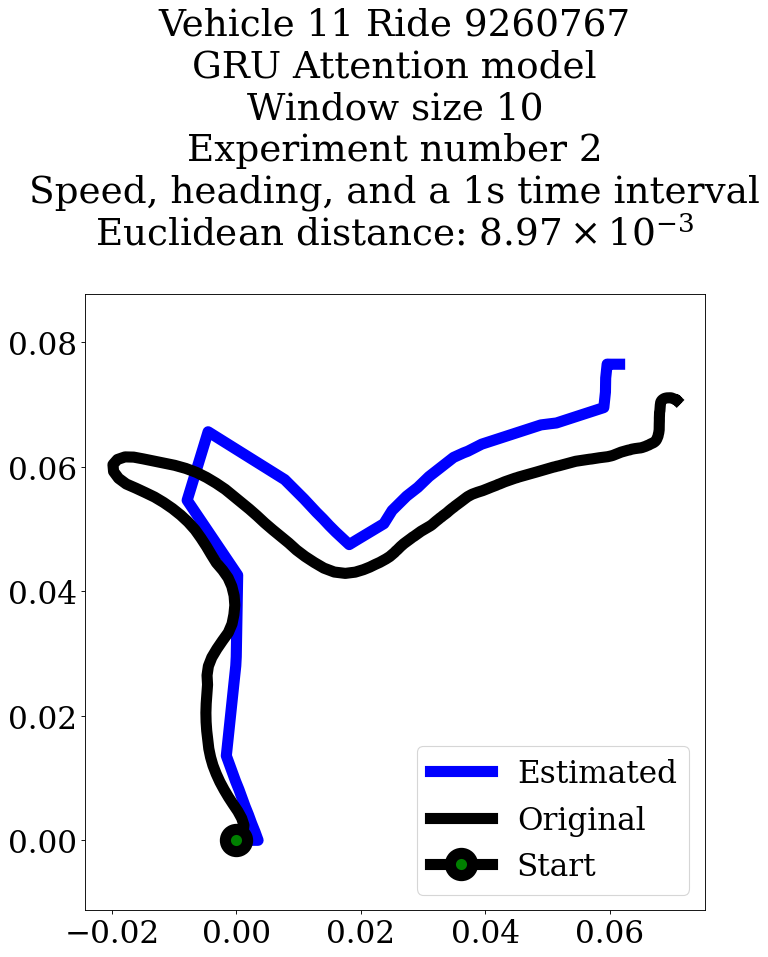 Vehicle 11 Ride 9260767
GRU Attention model
Window size 10
Experiment number 2
Speed, heading, and a 1s time interval
Euclidean distance: 8.97 × 10⁻³
0.08
0.06
0.04
0.02
0.00
Estimated
Original
Start
−0.02 0.00 0.02 0.04 0.06